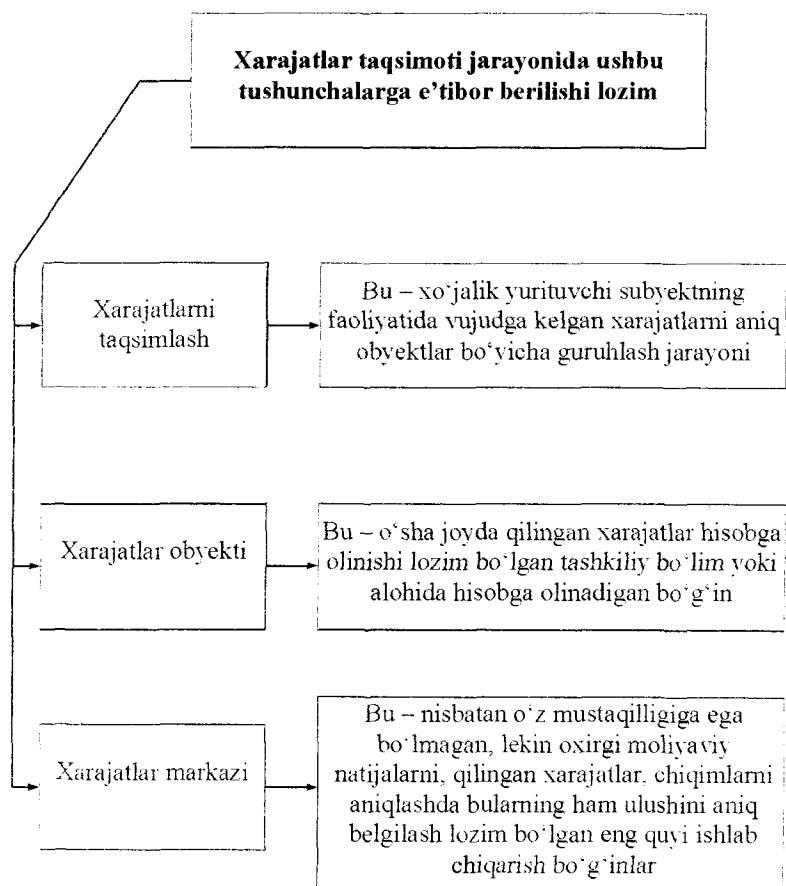 Xarajatlar taqsimoti jarayonida ushbu
tushunchalarga e’tibor berilishi lozim
Xarajatlarni
taqsimlash
Bu – xo‘jalik yurituvchi subyektning
faoliyatida vujudga kelgan xarajatlarni aniq
obyektlar bo‘yicha guruhlash jarayoni
Xarajatlar obyekti
Bu – o‘sha joyda qilingan xarajatlar hisobga
olinishi lozim bo‘lgan tashkiliy bo‘lim yoki
alohida hisobga olinadigan bo‘g‘in
Xarajatlar markazi
Bu – nisbatan o‘z mustaqilligiga ega
bo‘lmagan, lekin oxirgi moliyaviy
natijalarni, qilingan xarajatlar, chiqimlarni
aniqlashda bularning ham ulushini aniq
belgilash lozim bo‘lgan eng quyi ishlab
chiqarish bo‘g‘inlar